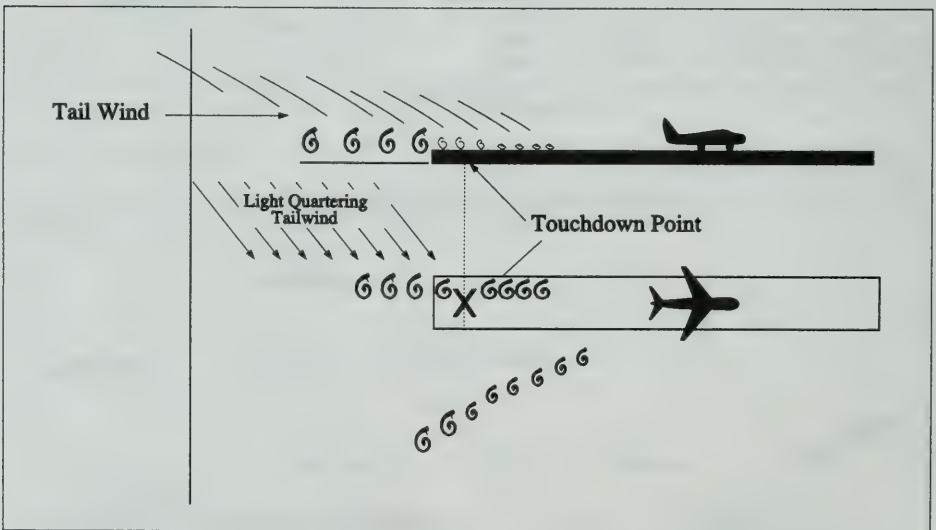 Tail Wind
Light Quartering
Tailwind
Touchdown Point
X